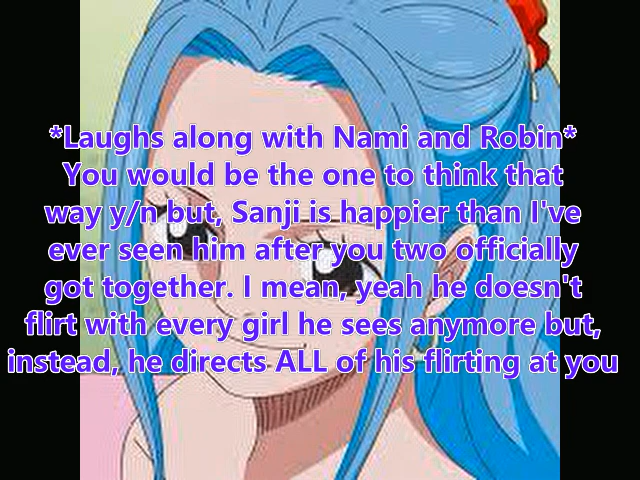 *Laughs along with Nami and Robin*
You would be the one to think that
way y/n but, Sanji is happier than I've
ever seen him after you two officially
got together. I mean, yeah he doesn't
flirt with every girl he sees anymore but,
instead, he directs ALL of his flirting at you